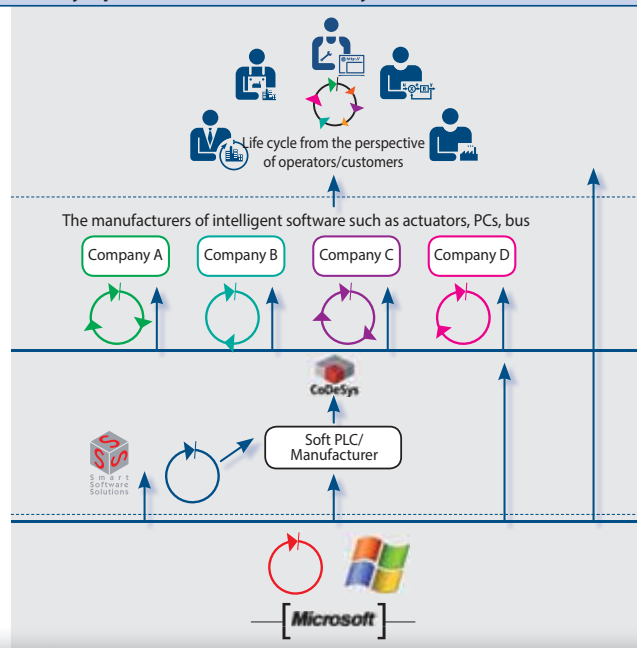 Life cycle from the perspective
of operators/customers
The manufacturers of intelligent software such as actuators, PCs, bus
Company A
Company B
Company C
Company D
CoDeSys
Soft PLC/
Manufacturer
SSS
Smart
Software
Solutions
Microsoft